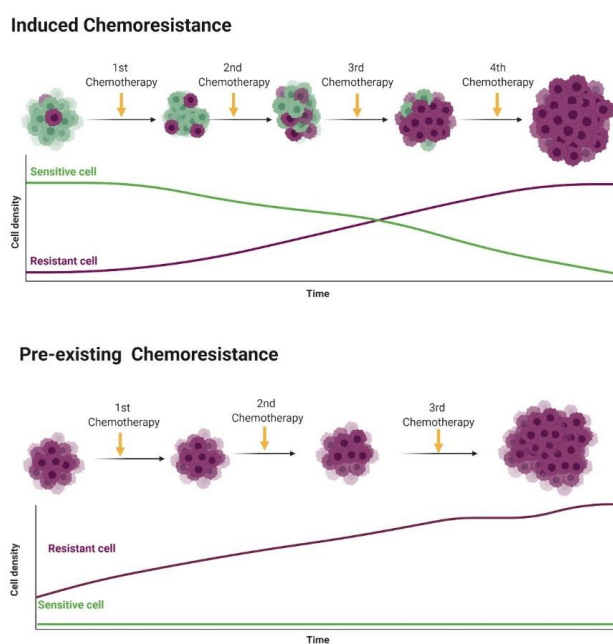 Induced Chemoresistance
1st
Chemotherapy
2nd
Chemotherapy
3rd
Chemotherapy
4th
Chemotherapy
Sensitive cell
Cell density
Resistant cell
Time
Pre-existing Chemoresistance
1st
Chemotherapy
2nd
Chemotherapy
3rd
Chemotherapy
Resistant cell
Cell density
Sensitive cell
Time